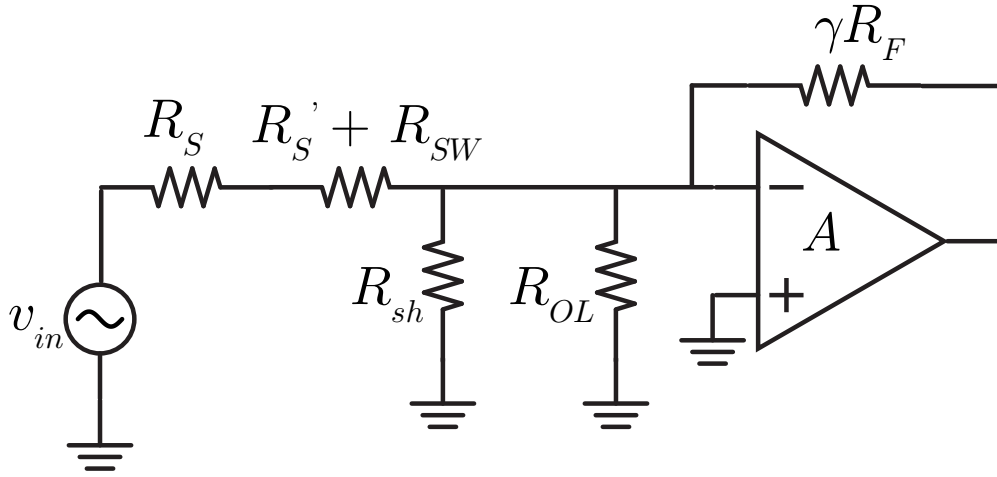 γR_F
R_S
R_S' + R_SW
−
A
R_sh
R_OL
+
v_in